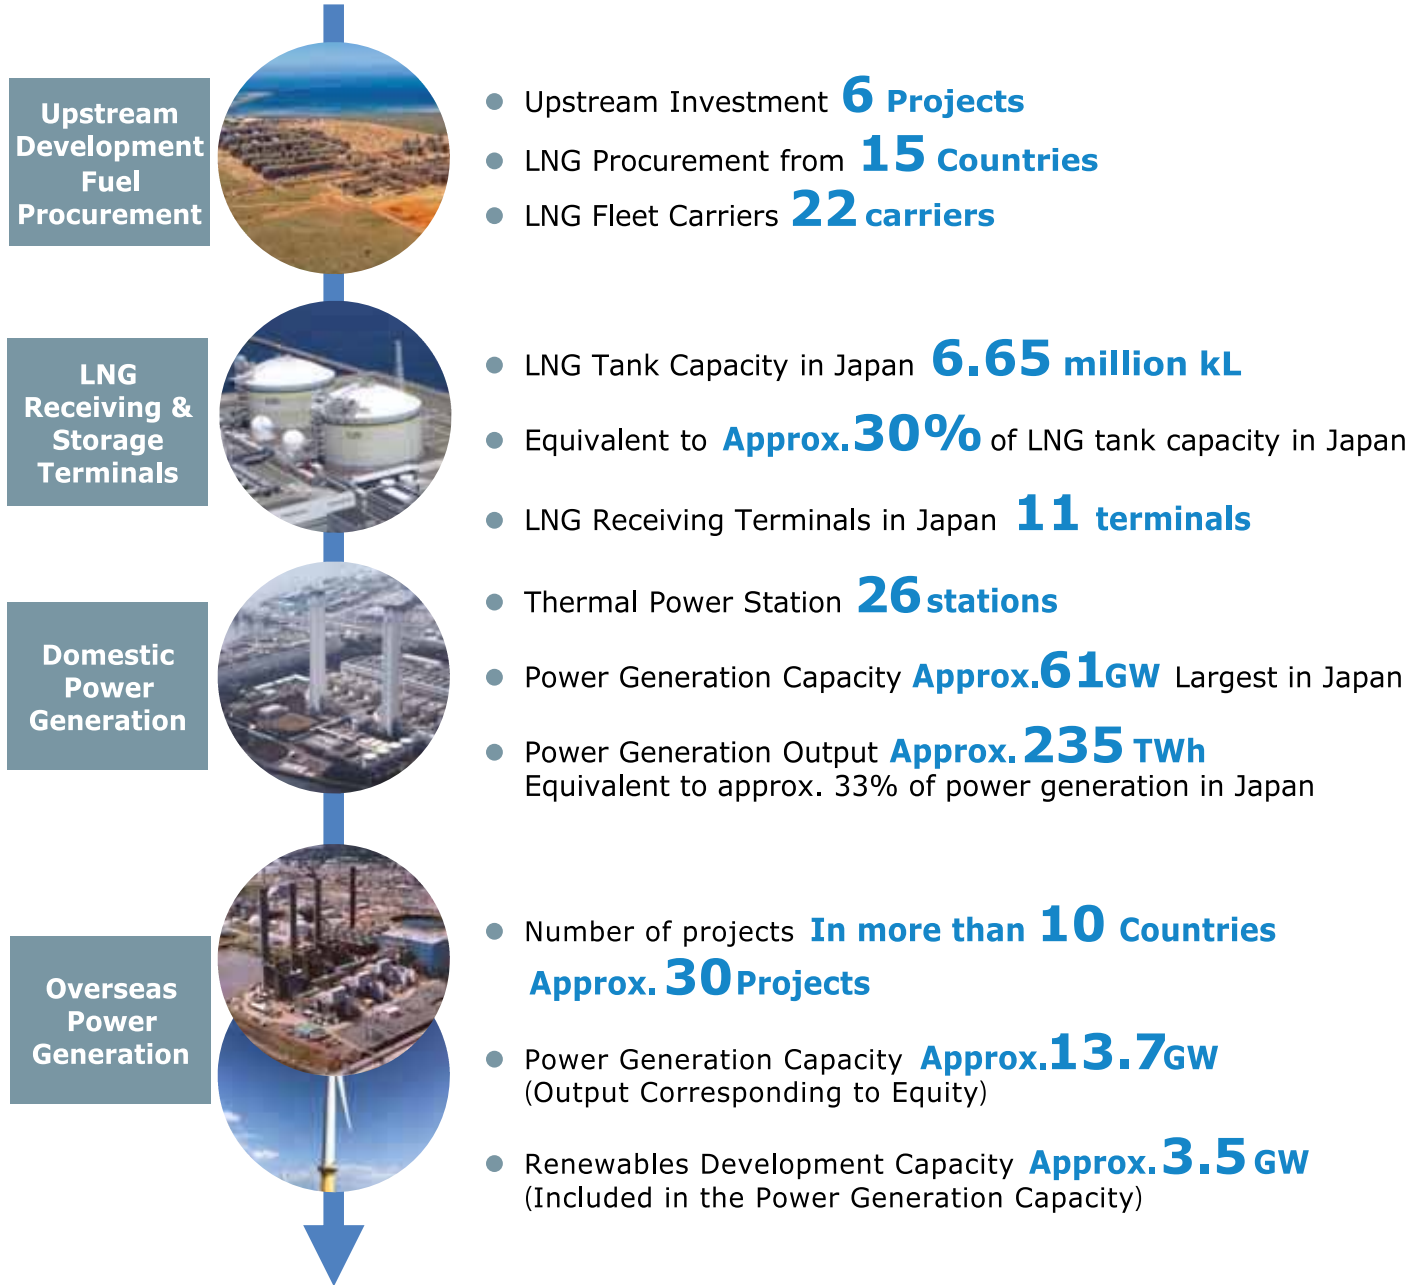 Upstream
Development
Fuel
Procurement
Upstream Investment 6 Projects
LNG Procurement from 15 Countries
LNG Fleet Carriers 22 carriers
LNG
Receiving &
Storage
Terminals
LNG Tank Capacity in Japan 6.65 million kL
Equivalent to Approx. 30% of LNG tank capacity in Japan
LNG Receiving Terminals in Japan 11 terminals
Domestic
Power
Generation
Thermal Power Station 26 stations
Power Generation Capacity Approx. 61GW Largest in Japan
Power Generation Output Approx. 235 TWh
Equivalent to approx. 33% of power generation in Japan
Overseas
Power
Generation
Number of projects In more than 10 Countries
Approx. 30 Projects
Power Generation Capacity Approx. 13.7GW
(Output Corresponding to Equity)
Renewables Development Capacity Approx. 3.5 GW
(Included in the Power Generation Capacity)